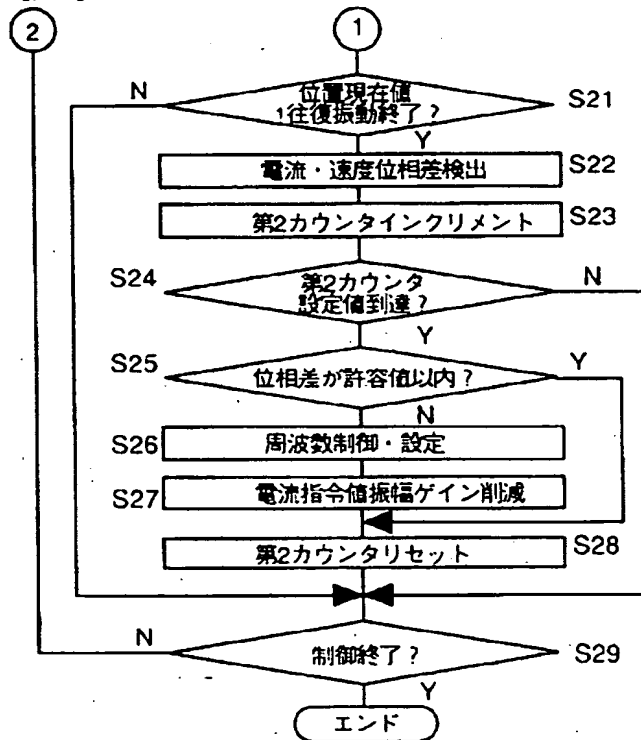 2
1
N
位置現在値
1往復振動終了?
S21
Y
電流・速度位相差検出
S22
第2カウンタインクリメント
S23
S24
第2カウンタ
設定値到達?
N
Y
S25
位相差が許容値以内?
Y
N
S26
周波数制御・設定
S27
電流指令値振幅ゲイン削減
第2カウンタリセット
S28
N
制御終了?
S29
Y
エンド